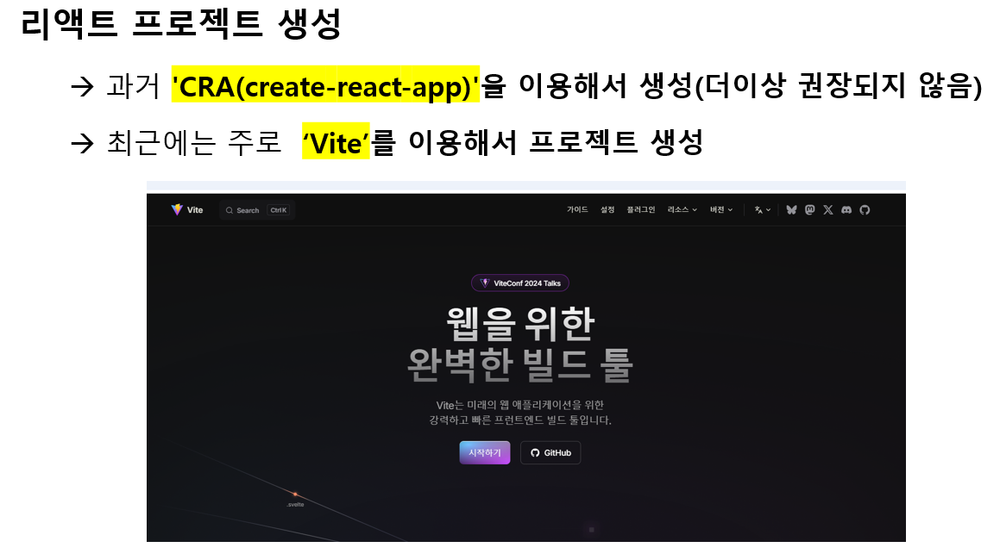 리액트 프로젝트 생성
→ 과거 'CRA(create-react-app)'을 이용해서 생성(더이상 권장되지 않음)
→ 최근에는 주로 ‘Vite’를 이용해서 프로젝트 생성
Vite Search Ctrl K 가이드 설정 플러그인 리소스 버전
ViteConf 2024 Talks
웹을 위한
완벽한 빌드 툴
Vite는 미래의 웹 애플리케이션을 위한
강력하고 빠른 프런트엔드 빌드 툴입니다.
시작하기 GitHub
.svelte